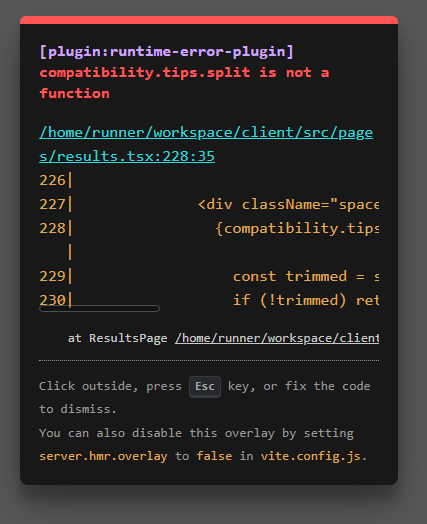 [plugin:runtime-error-plugin]
compatibility.tips.split is not a
function
/home/runner/workspace/client/src/page
s/results.tsx:228:35
226|
227|              <div className="space
228|                {compatibility.tips
|
229|                  const trimmed = s
230|                  if (!trimmed) ret
at ResultsPage /home/runner/workspace/client
Click outside, press Esc key, or fix the code
to dismiss.
You can also disable this overlay by setting
server.hmr.overlay to false in vite.config.js.